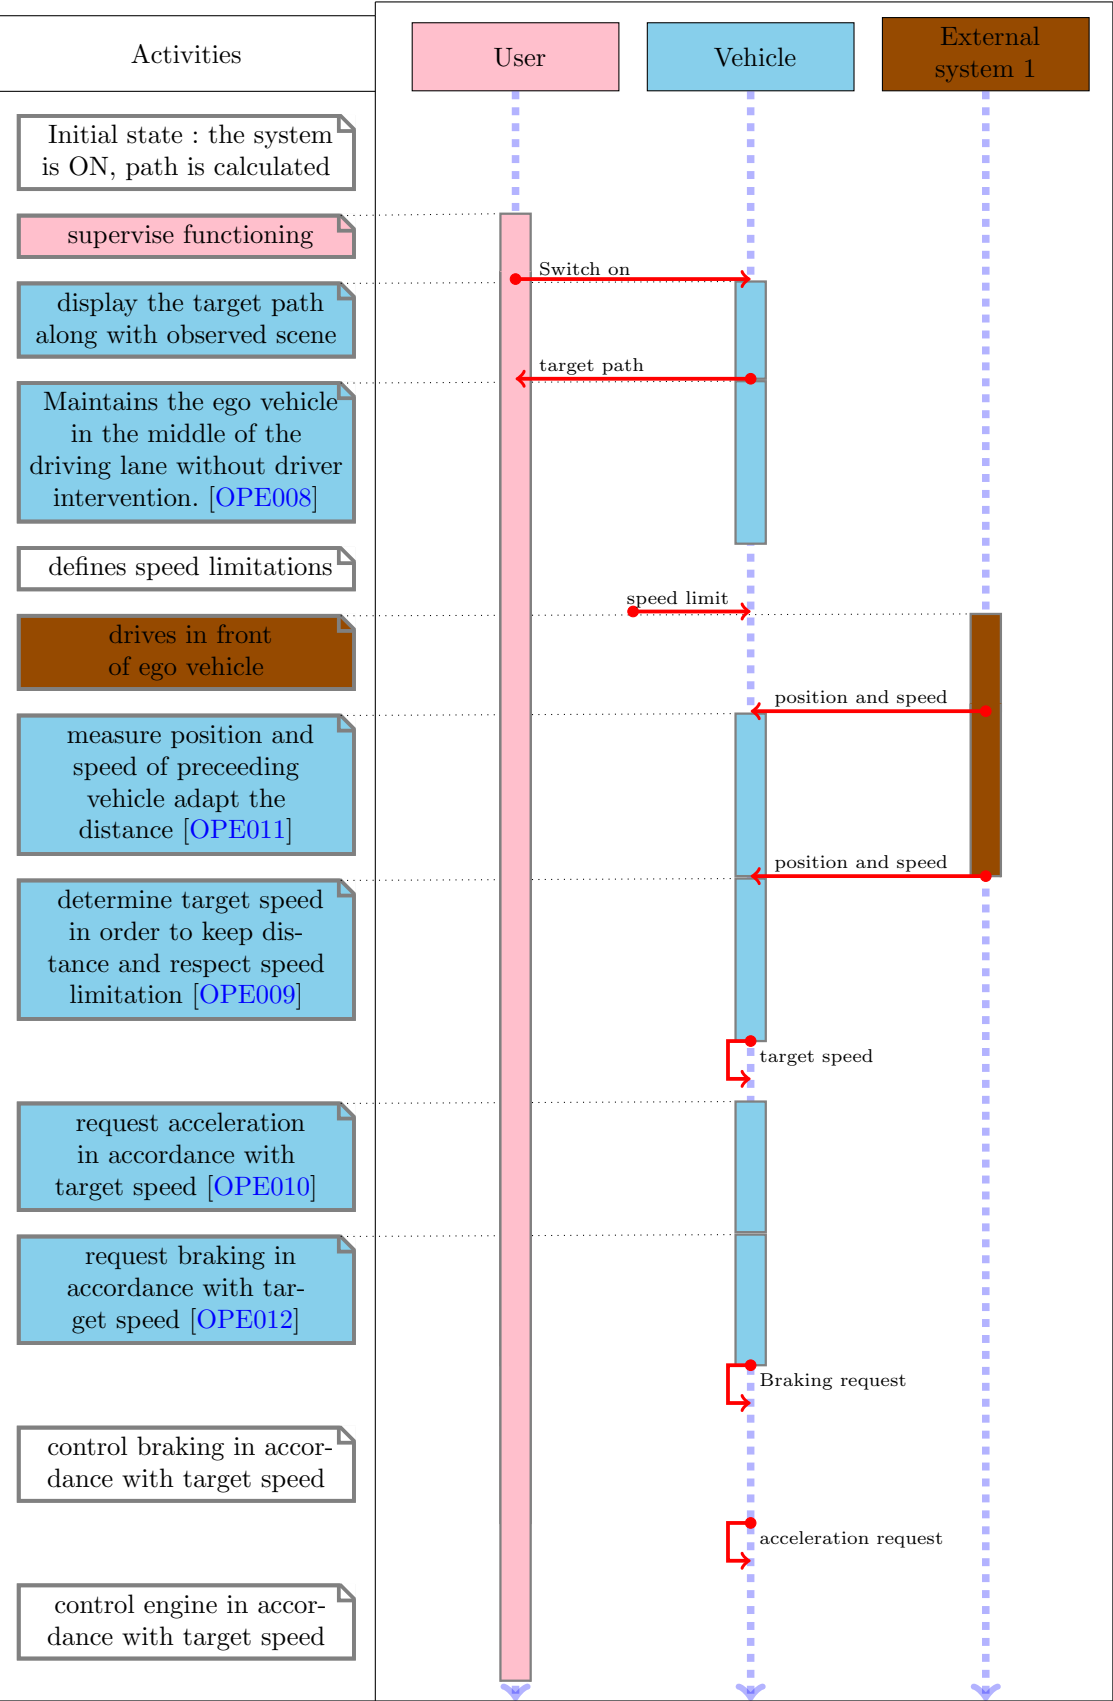 Activities
User
Vehicle
External
system 1
Initial state : the system
is ON, path is calculated
supervise functioning
Switch on
display the target path
along with observed scene
target path
Maintains the ego vehicle
in the middle of the
driving lane without driver
intervention. [OPE008]
defines speed limitations
speed limit
drives in front
of ego vehicle
position and speed
measure position and
speed of preceeding
vehicle adapt the
distance [OPE011]
position and speed
determine target speed
in order to keep dis-
tance and respect speed
limitation [OPE009]
target speed
request acceleration
in accordance with
target speed [OPE010]
request braking in
accordance with tar-
get speed [OPE012]
Braking request
control braking in accor-
dance with target speed
acceleration request
control engine in accor-
dance with target speed